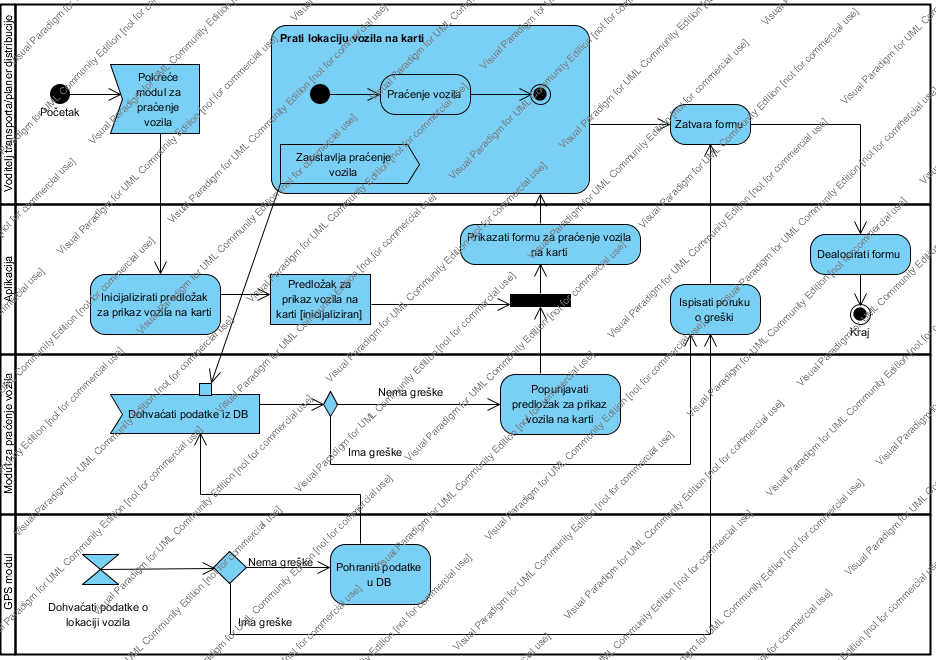 Voditelj transporta/planer distribucije
Početak
Pokreće
modul za
praćenje
vozila
Prati lokaciju vozila na karti
Praćenje vozila
Zaustavlja praćenje
vozila
Zatvara formu
Aplikacija
Inicijalizirati predložak
za prikaz vozila na karti
Predložak za
prikaz vozila na
karti [inicijaliziran]
Prikazati formu za praćenje vozila
na karti
Ispisati poruku
o greški
Dealocirati formu
Kraj
Modul za praćenje vozila
Dohvaćati podatke iz DB
Nema greške
Ima greške
Popunjavati
predložak za prikaz
vozila na karti
GPS modul
Dohvaćati podatke o
lokaciji vozila
Nema greške
Ima greške
Pohraniti podatke
u DB
Visual Paradigm for UML Community Edition [not for commercial use]